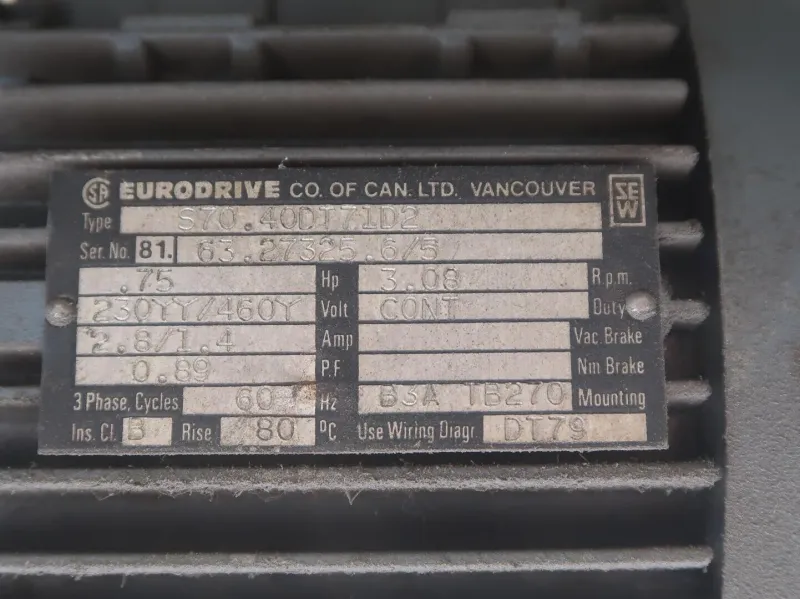 SA EURODRIVE CO. OF CAN. LTD. VANCOUVER SEW
Type S70.40DT71D2
Ser. No. 81. 63.27325.6/5
.75 Hp 3.08 R.p.m.
230YY/460Y Volt CONT Duty
2.8/1.4 Amp Vac. Brake
0.89 P.F. Nm Brake
3 Phase, Cycles 60 Hz B3A TB270 Mounting
Ins. Cl. B Rise 80 °C Use Wiring Diagr DT79